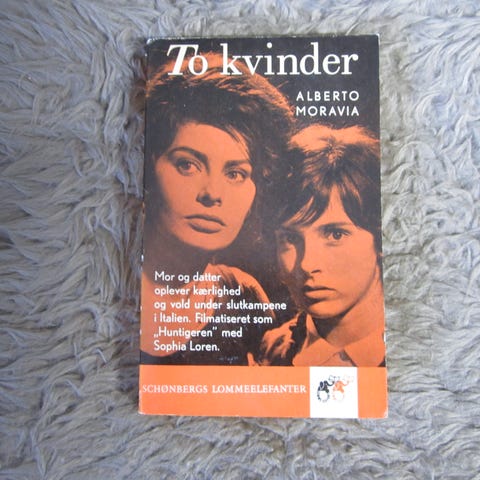 To kvinder
ALBERTO
MORAVIA
Mor og datter
oplever kærlighed
og vold under slutkampene
i Italien. Filmatiseret som
„Huntigeren” med
Sophia Loren.
SCHØNBERGS LOMMEELEFANTER